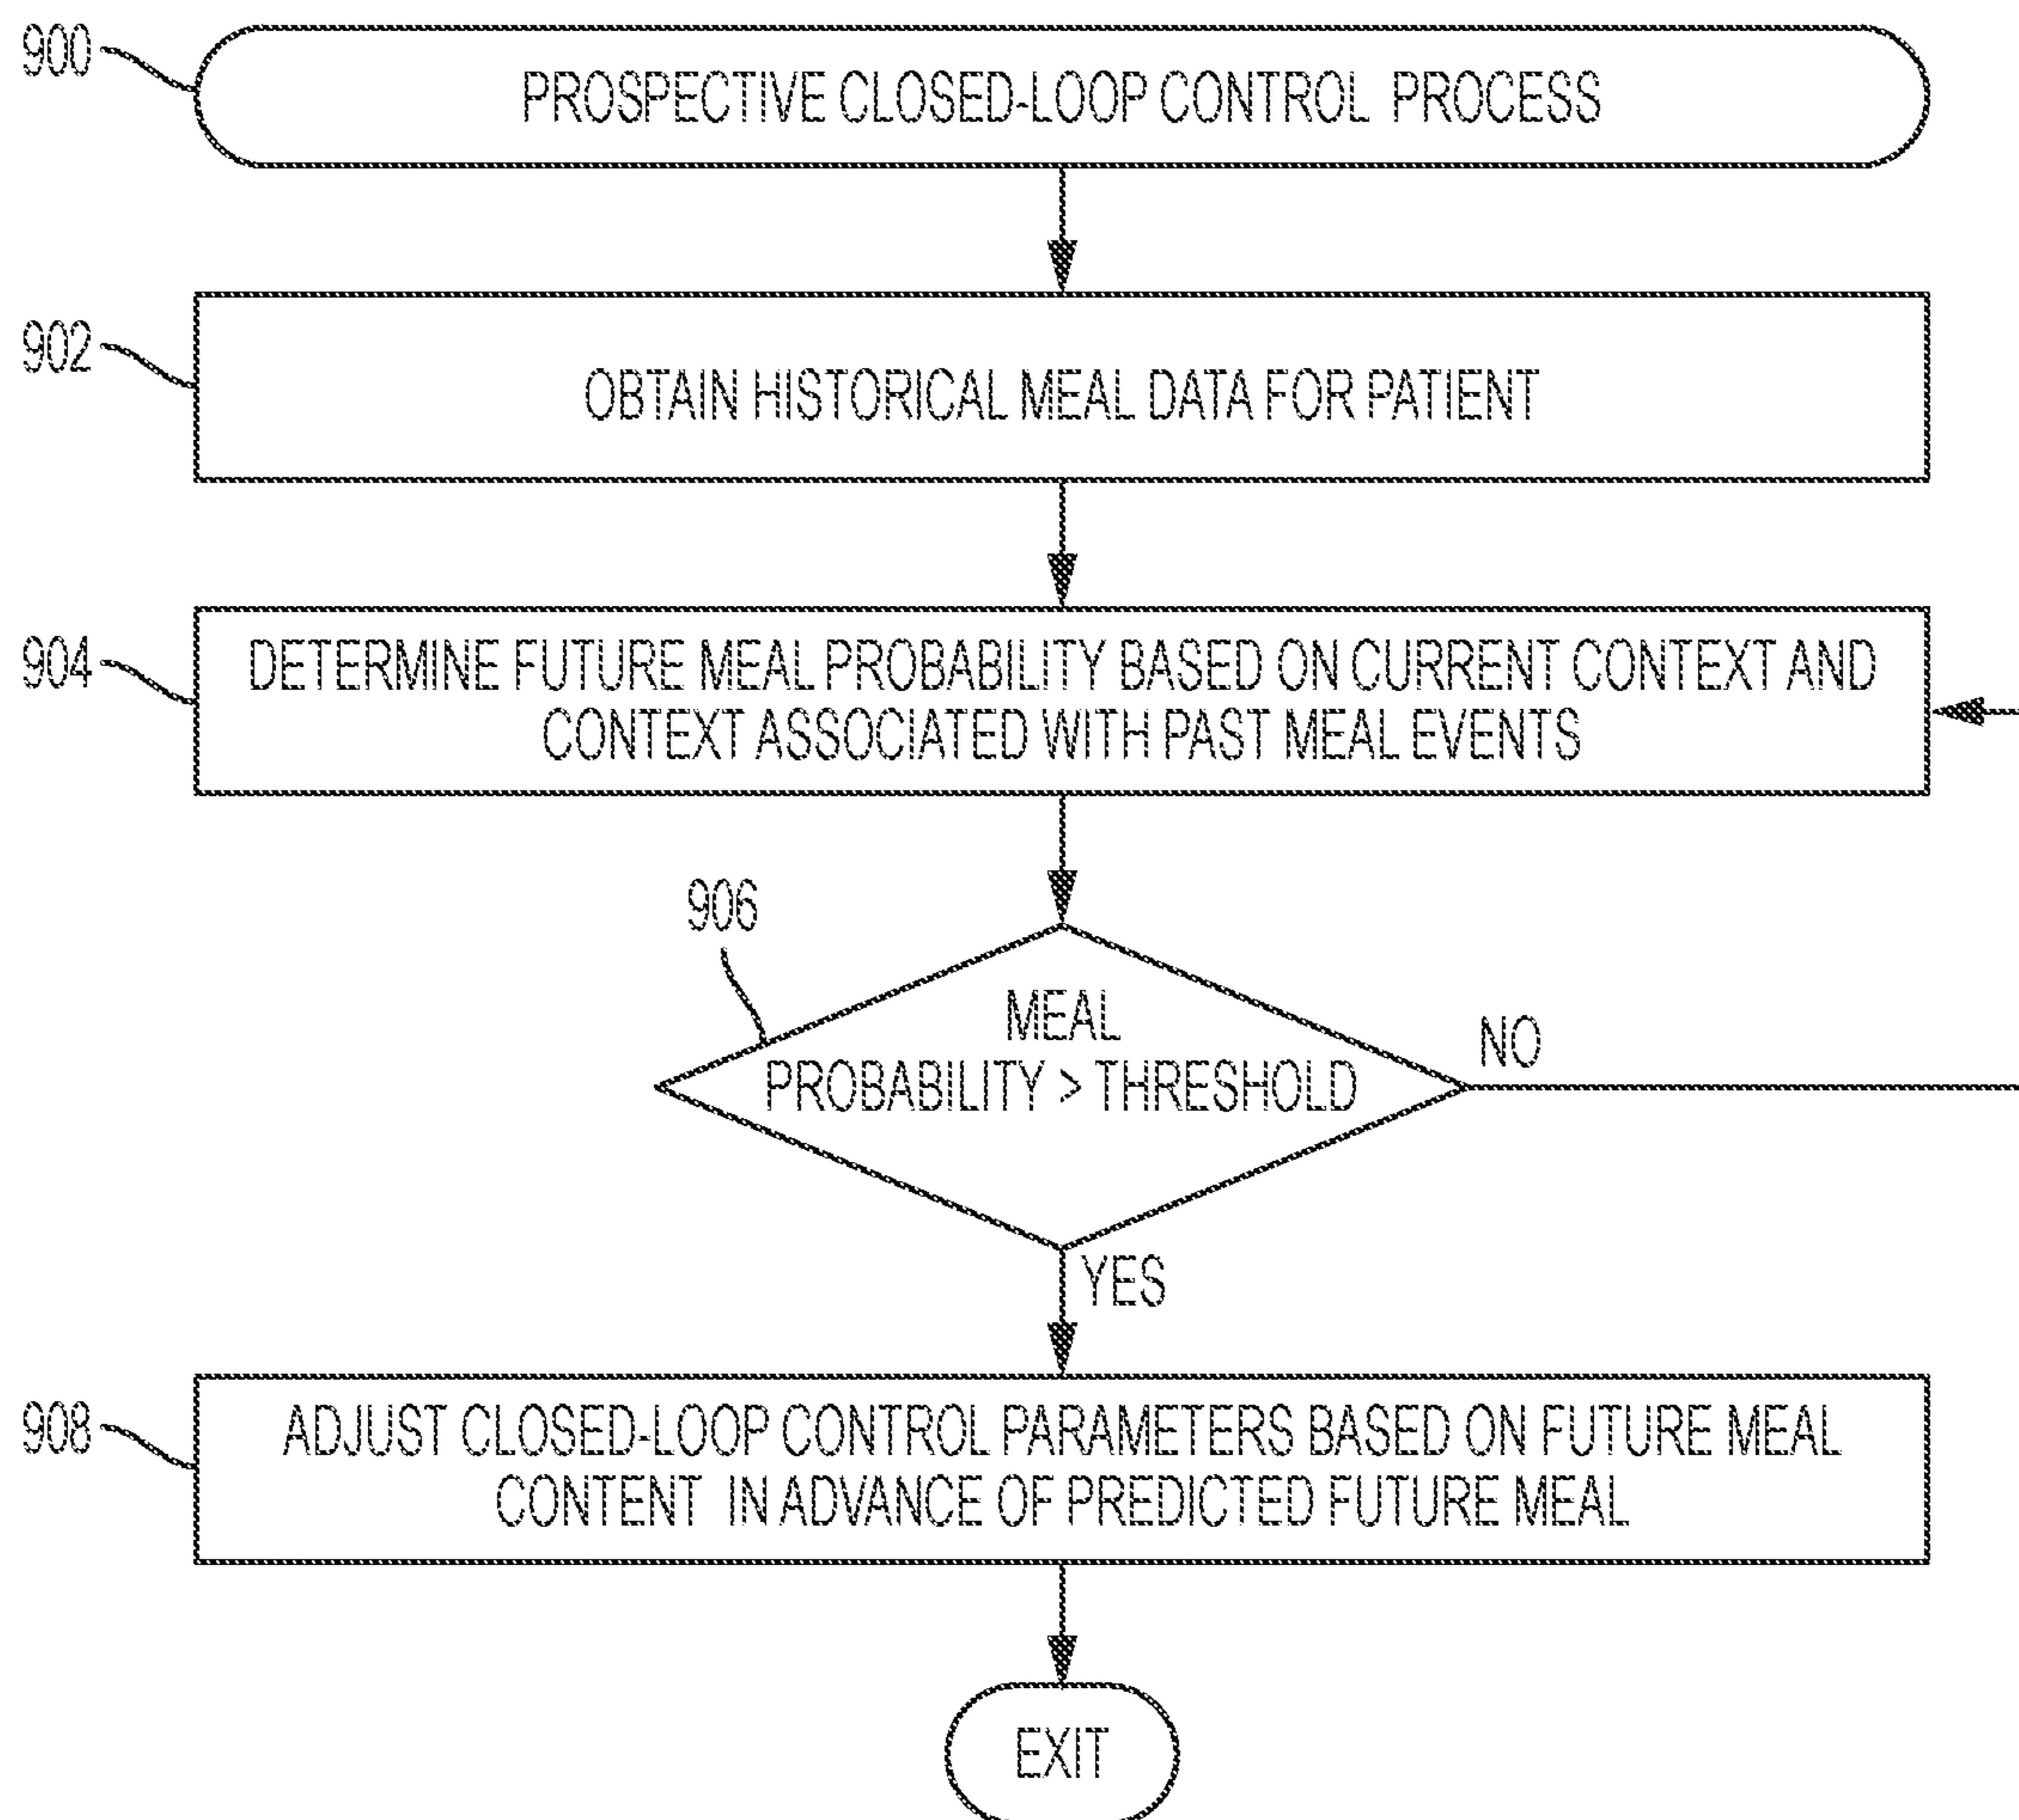 900
PROSPECTIVE CLOSED-LOOP CONTROL PROCESS
902
OBTAIN HISTORICAL MEAL DATA FOR PATIENT
904
DETERMINE FUTURE MEAL PROBABILITY BASED ON CURRENT CONTEXT AND
CONTEXT ASSOCIATED WITH PAST MEAL EVENTS
906
MEAL
PROBABILITY > THRESHOLD
NO
YES
908
ADJUST CLOSED-LOOP CONTROL PARAMETERS BASED ON FUTURE MEAL
CONTENT IN ADVANCE OF PREDICTED FUTURE MEAL
EXIT